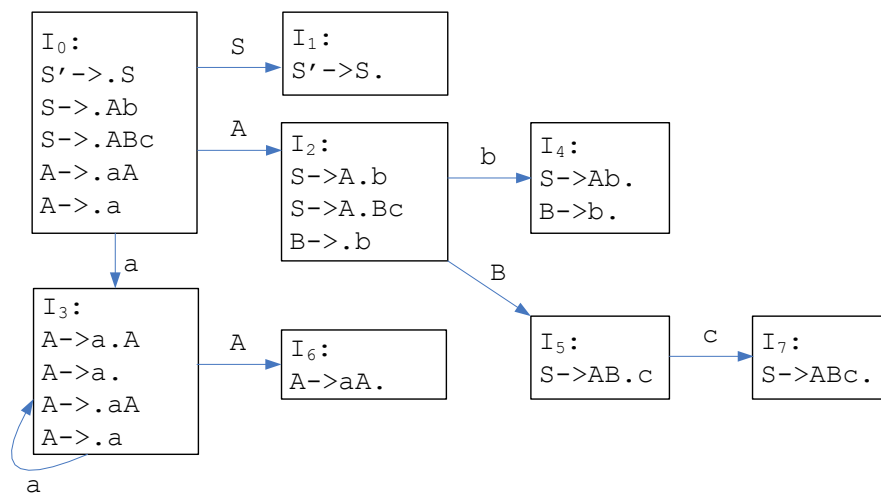 I₀:
S’->.S
S->.Ab
S->.ABc
A->.aA
A->.a
S
I₁:
S’->S.
A
I₂:
S->A.b
S->A.Bc
B->.b
b
I₄:
S->Ab.
B->b.
a
B
I₃:
A->a.A
A->a.
A->.aA
A->.a
A
I₆:
A->aA.
I₅:
S->AB.c
c
I₇:
S->ABc.
a